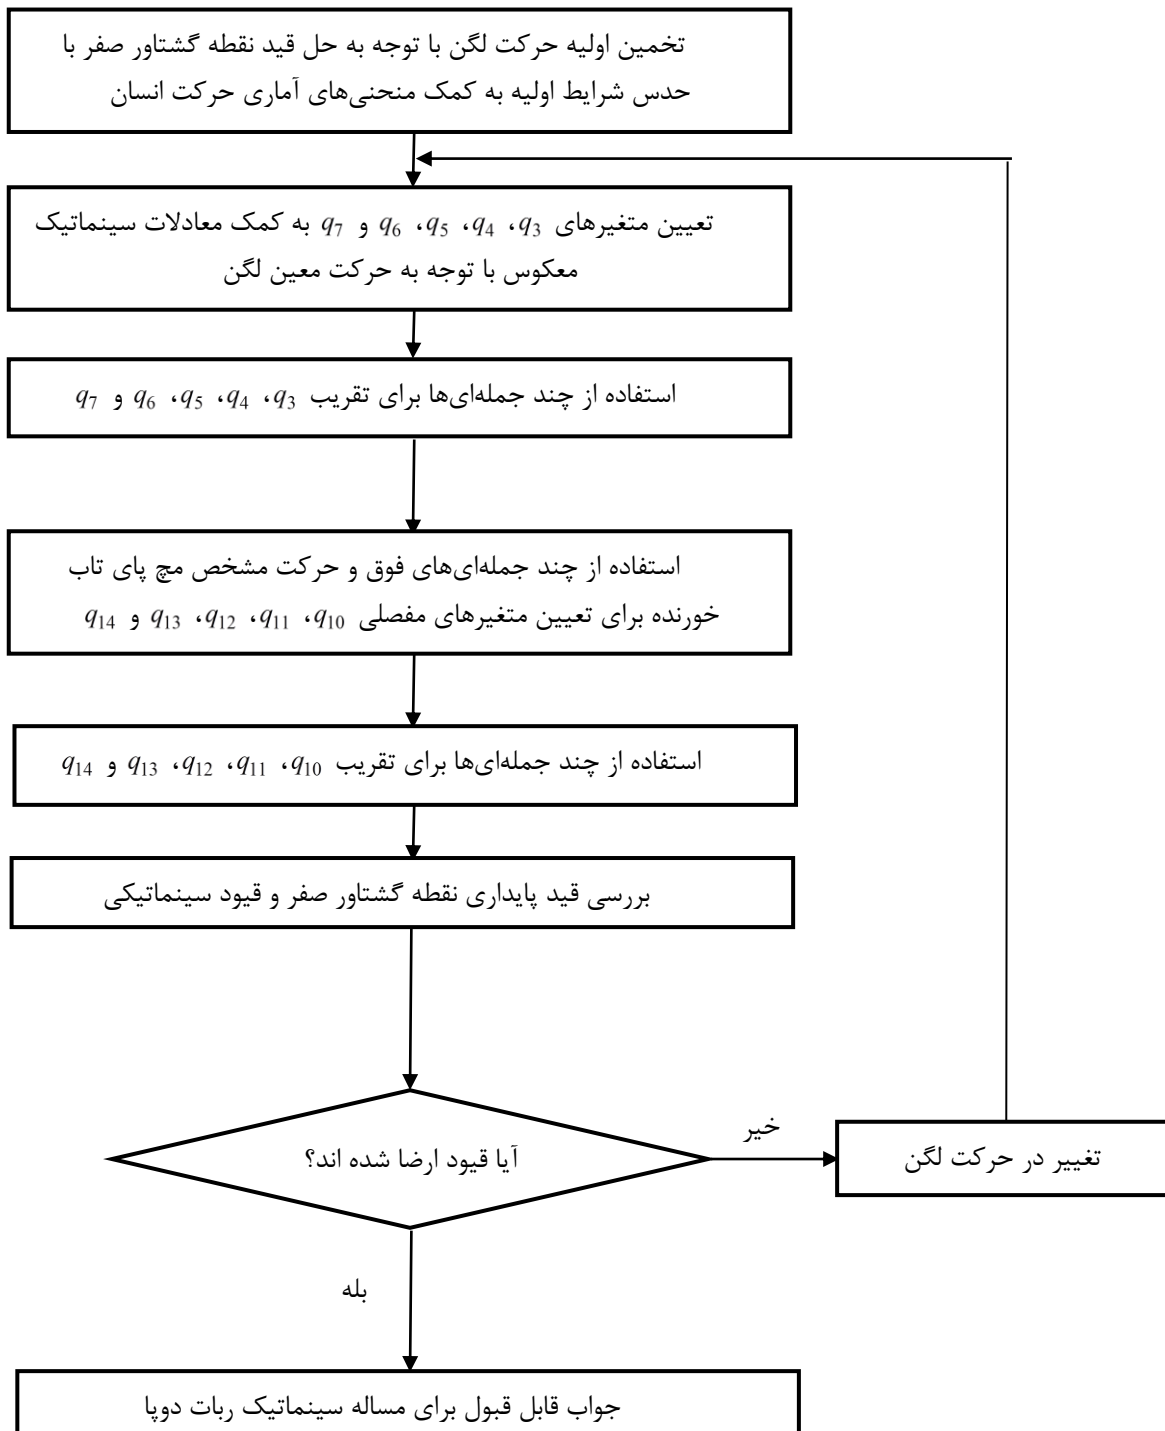 تخمین اولیه حرکت لگن با توجه به حل قید نقطه گشتاور صفر با
حدس شرایط اولیه به کمک منحنی‌های آماری حرکت انسان
تعیین متغیرهای q3، q4، q5، q6 و q7 به کمک معادلات سینماتیک
معکوس با توجه به حرکت معین لگن
استفاده از چند جمله‌ای‌ها برای تقریب q3، q4، q5، q6 و q7
استفاده از چند جمله‌ای‌های فوق و حرکت مشخص مچ پای تاب
خورنده برای تعیین متغیرهای مفصلی q10، q11، q12، q13 و q14
استفاده از چند جمله‌ای‌ها برای تقریب q10، q11، q12، q13 و q14
بررسی قید پایداری نقطه گشتاور صفر و قیود سینماتیکی
آیا قیود ارضا شده اند؟
خیر
تغییر در حرکت لگن
بله
جواب قابل قبول برای مساله سینماتیک ربات دوپا